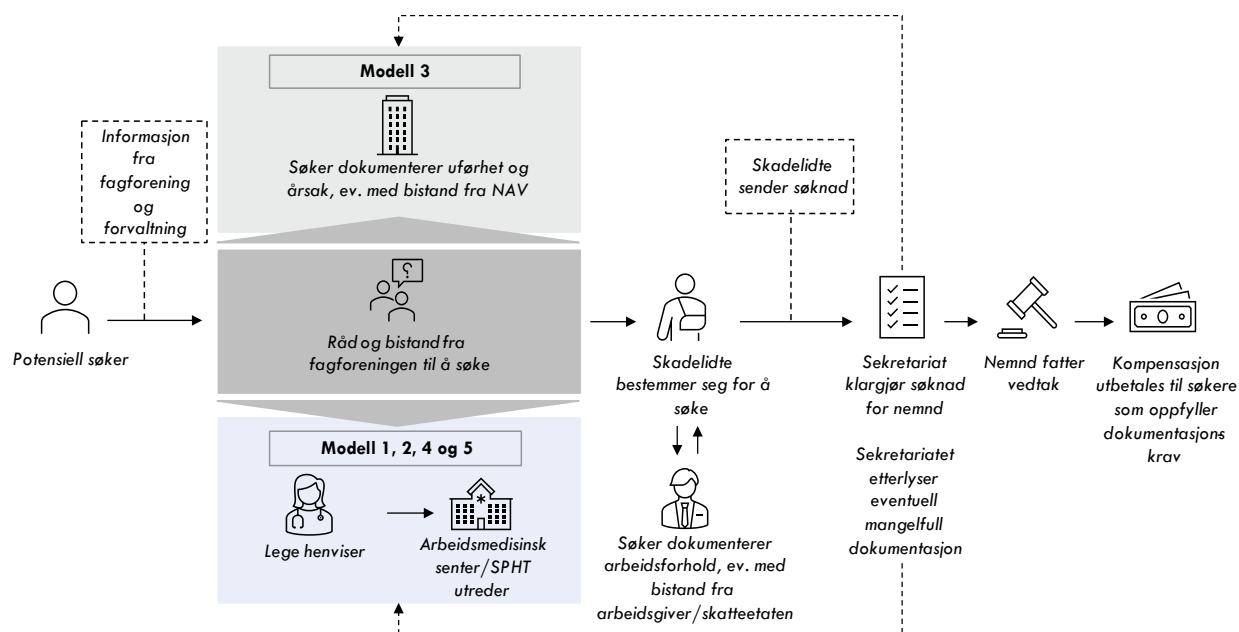 Modell 3
Søker dokumenterer uførhet og
årsak, ev. med bistand fra NAV
Informasjon
fra
fagforening
og
forvaltning
Skadelidte
sender søknad
Potensiell søker
?
Råd og bistand fra
fagforeningen til å søke
Skadelidte
bestemmer seg for å
søke
Sekretariat
klargjør søknad
for nemnd
Nemnd fatter
vedtak
Kompensasjon
utbetales til søkere
som oppfyller
dokumentasjons-
krav
Modell 1, 2, 4 og 5
Lege henviser
Arbeidsmedisinsk
senter/SPHT
utreder
Søker dokumenterer
arbeidsforhold, ev. med
bistand fra
arbeidsgiver/skatteetaten
Sekretariatet
etterlyser
eventuell
mangelfull
dokumentasjon